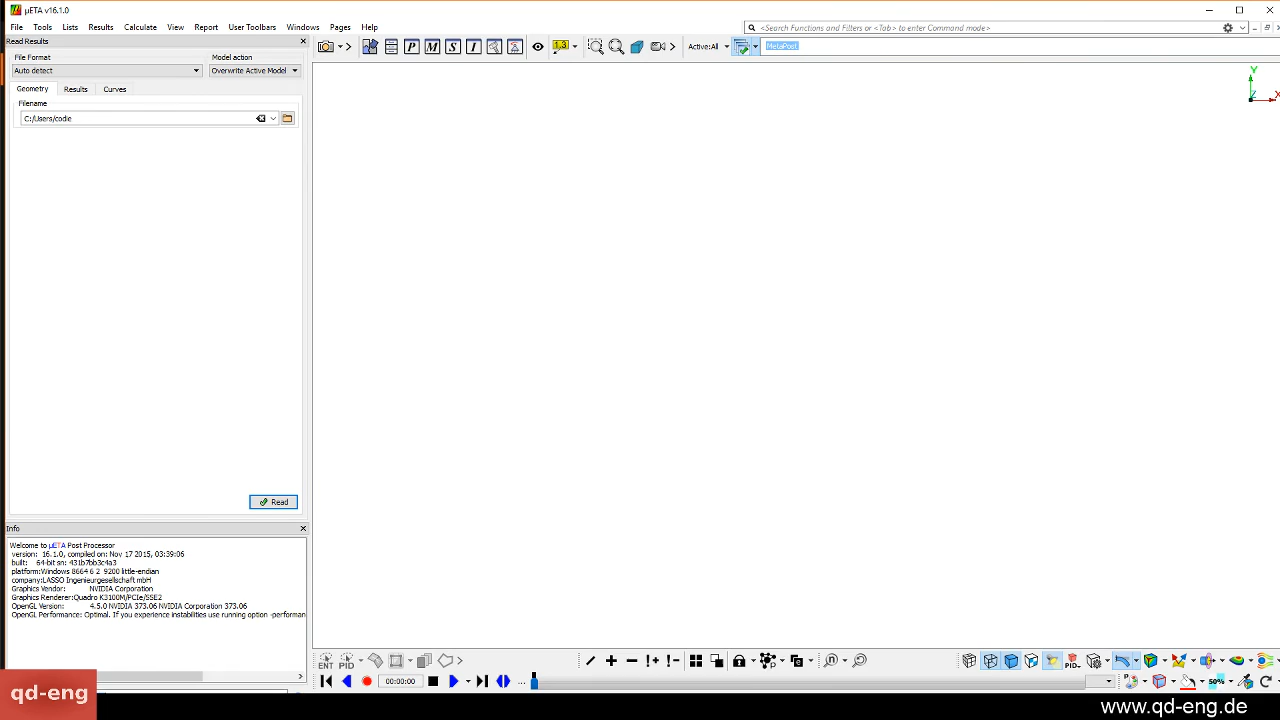 µETA v16.1.0
File Tools Lists Results Calculate View Report User Toolbars Windows Pages Help
<Search Functions and Filters or <Tab> to enter Command mode>
Read Results
P M S I
1.3
Active:All
MetaPost
File Format
Model action
Auto detect
Overwrite Active Model
Geometry Results Curves
Filename
C:/Users/codie
Y
Z
X
Read
Info
Welcome to µETA Post Processor
version: 16.1.0, compiled on: Nov 17 2015, 03:39:06
built: 64-bit sn: 431b7bb3c4a3
platform:Windows 8664 6 2 9200 little-endian
company:LASSO Ingenieurgesellschaft mbH
Graphics Vendor: NVIDIA Corporation
Graphics Renderer:Quadro K3100M/PCIe/SSE2
OpenGL Version: 4.5.0 NVIDIA 373.06 NVIDIA Corporation 373.06
OpenGL Performance: Optimal. If you experience instabilities use running option -performan
ENT PID
PID
00:00:00
...
50%
qd-eng
www.qd-eng.de